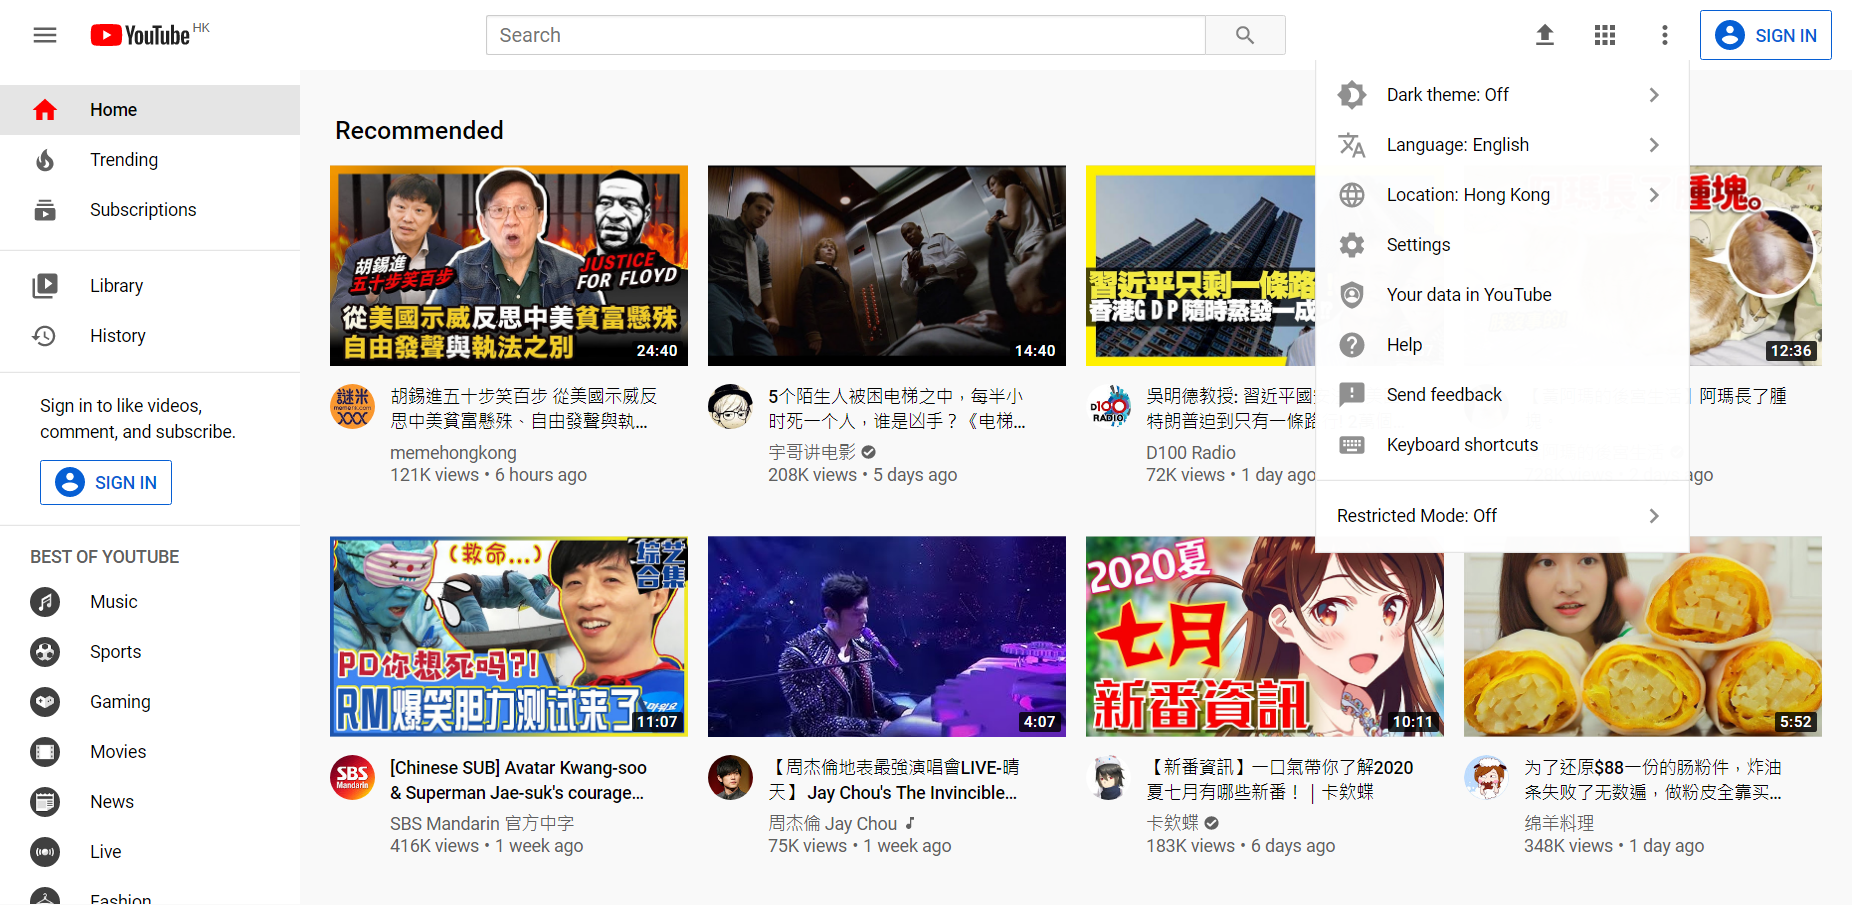 YouTube HK
Search
SIGN IN
Home
Trending
Subscriptions
Library
History
Sign in to like videos,
comment, and subscribe.
SIGN IN
BEST OF YOUTUBE
Music
Sports
Gaming
Movies
News
Live
Fashion
Dark theme: Off
Language: English
Location: Hong Kong
Settings
Your data in YouTube
Help
Send feedback
Keyboard shortcuts
Restricted Mode: Off
Recommended
胡錫進
五十步笑百步
JUSTICE
FOR FLOYD
從美國示威反思中美貧富懸殊
自由發聲與執法之別
24:40
謎米
memehk.com
XXX
胡錫進五十步笑百步 從美國示威反
思中美貧富懸殊、自由發聲與執...
memehongkong
121K views • 6 hours ago
14:40
5个陌生人被困电梯之中，每半小
时死一个人，谁是凶手？《电梯...
宇哥讲电影
208K views • 5 days ago
習近平只剩一條路
香港GDP隨時蒸發一成
D100
RADIO
吳明德教授: 習近平國
特朗普迫到只有一條路
D100 Radio
72K views • 1 day ago
阿瑪長了腫塊。
12:36
阿瑪長了腫
ago
(救命...)
综艺
合集
PD你想死吗?!
RM爆笑胆力测试来了
11:07
SBS
Mandarin
[Chinese SUB] Avatar Kwang-soo
& Superman Jae-suk's courage...
SBS Mandarin 官方中字
416K views • 1 week ago
4:07
【周杰倫地表最強演唱會LIVE-晴
天】Jay Chou's The Invincible...
周杰倫 Jay Chou
75K views • 1 week ago
2020夏
七月
新番資訊
10:11
【新番資訊】一口氣帶你了解2020
夏七月有哪些新番！ | 卡欸蝶
卡欸蝶
183K views • 6 days ago
5:52
为了还原$88一份的肠粉件，炸油
条失败了无数遍，做粉皮全靠买...
绵羊料理
348K views • 1 day ago